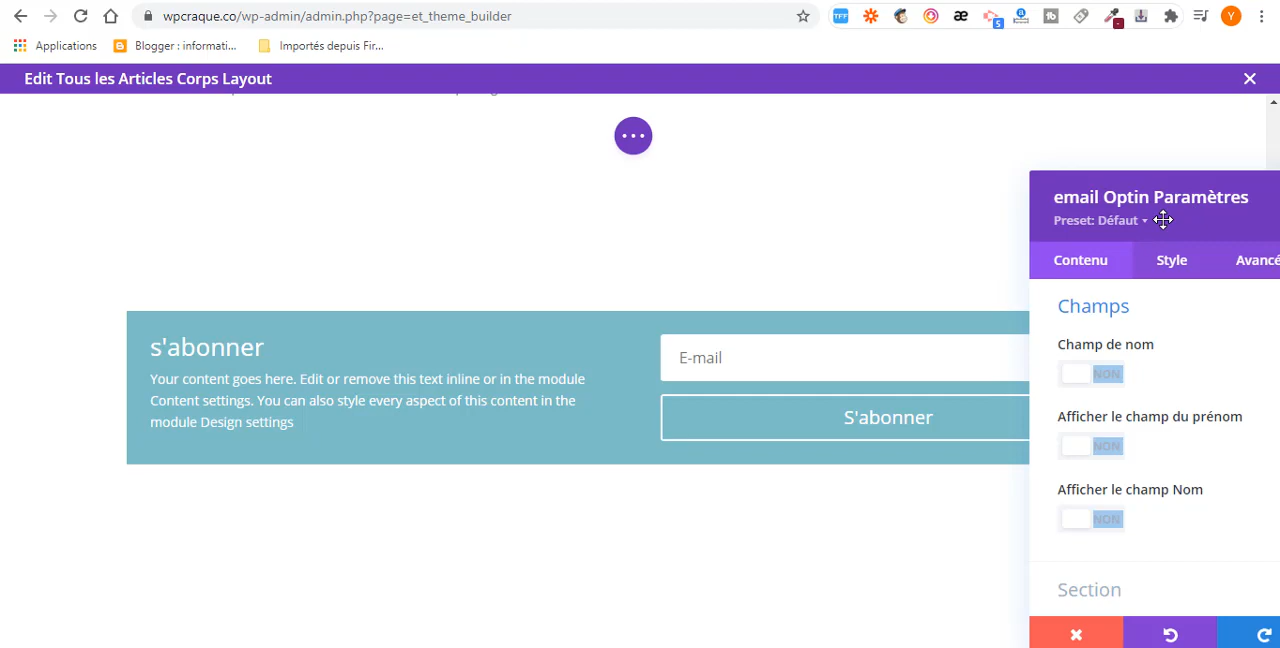 wpcraque.co/wp-admin/admin.php?page=et_theme_builder
TFF
æ
5
tb
Y
Applications
Blogger : informati...
Importés depuis Fir...
Edit Tous les Articles Corps Layout
email Optin Paramètres
Preset: Défaut
Contenu
Style
Avancé
Champs
Champ de nom
NON
Afficher le champ du prénom
NON
Afficher le champ Nom
NON
Section
s'abonner
Your content goes here. Edit or remove this text inline or in the module
Content settings. You can also style every aspect of this content in the
module Design settings
E-mail
S'abonner